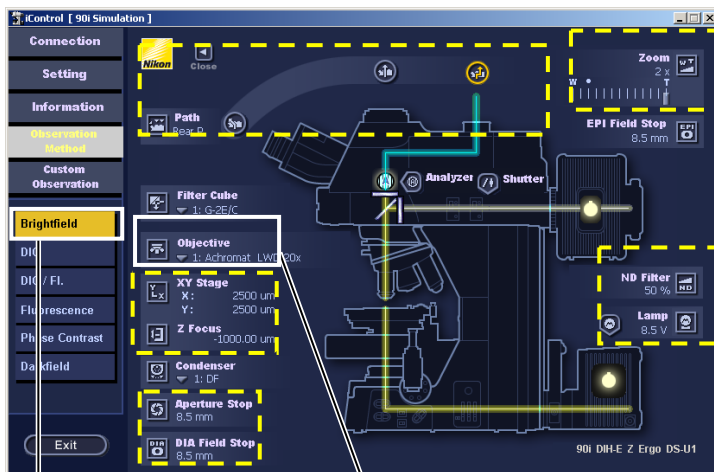 iControl [ 90i Simulation ]
Connection
Setting
Information
Observation
Method
Custom
Observation
Brightfield
DIC
DIC / Fl.
Fluorescence
Phase Contrast
Darkfield
Exit
Nikon
Close
Path
Rear P
Filter Cube
1: G-2E/C
Objective
1: Achromat LWD 20x
XY Stage
X: 2500 um
Y: 2500 um
Z Focus
-1000.00 um
Condenser
1: DF
Aperture Stop
8.5 mm
DIA
DIA Field Stop
8.5 mm
Analyzer
Shutter
Zoom
2 x
W T
W T
EPI Field Stop
8.5 mm
EPI
ND Filter
50 %
ND
Lamp
8.5 V
90i DIH-E Z Ergo DS-U1